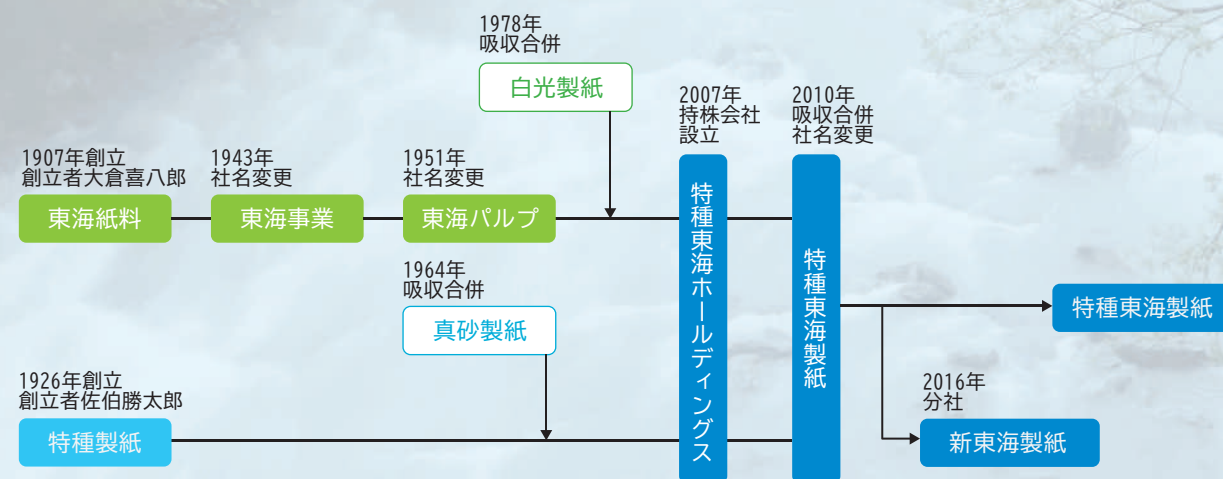 1978年
吸収合併
白光製紙
2007年
持株会社
設立
2010年
吸収合併
社名変更
1907年創立
創立者大倉喜八郎
1943年
社名変更
1951年
社名変更
東海紙料
東海事業
東海パルプ
特種東海ホールディングス
特種東海製紙
1964年
吸収合併
真砂製紙
特種東海製紙
1926年創立
創立者佐伯勝太郎
特種製紙
2016年
分社
新東海製紙